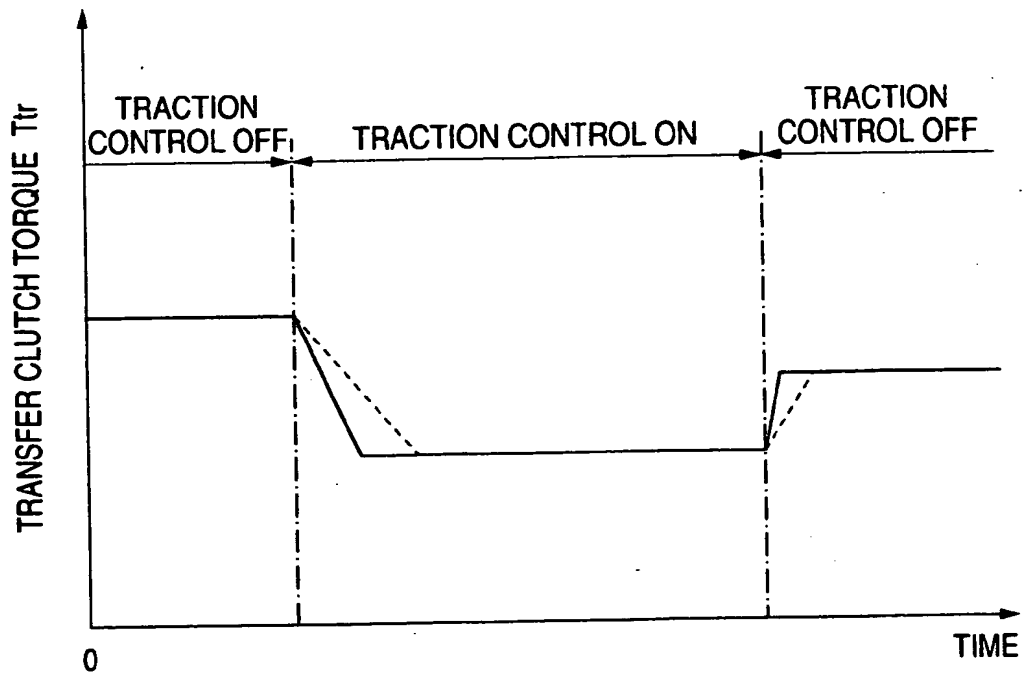 TRANSFER CLUTCH TORQUE Ttr
TRACTION
CONTROL OFF
TRACTION CONTROL ON
TRACTION
CONTROL OFF
0
TIME